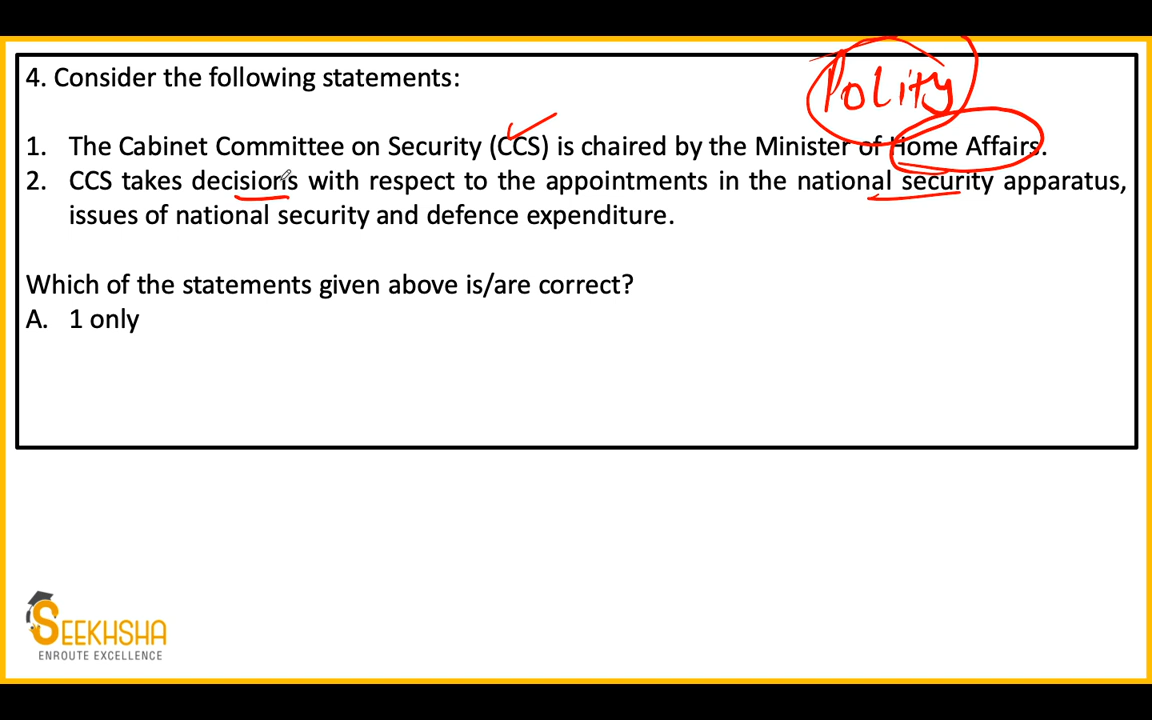 Polity
4. Consider the following statements:
1. The Cabinet Committee on Security (CCS) is chaired by the Minister of Home Affairs.
2. CCS takes decisions with respect to the appointments in the national security apparatus,
issues of national security and defence expenditure.
Which of the statements given above is/are correct?
A. 1 only
SEEKHSHA
ENROUTE EXCELLENCE